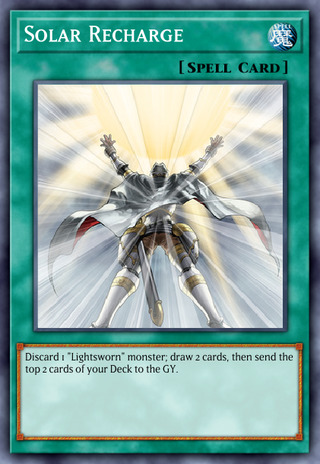 Solar Recharge
[Spell Card]
Discard 1 "Lightsworn" monster; draw 2 cards, then send the
top 2 cards of your Deck to the GY.